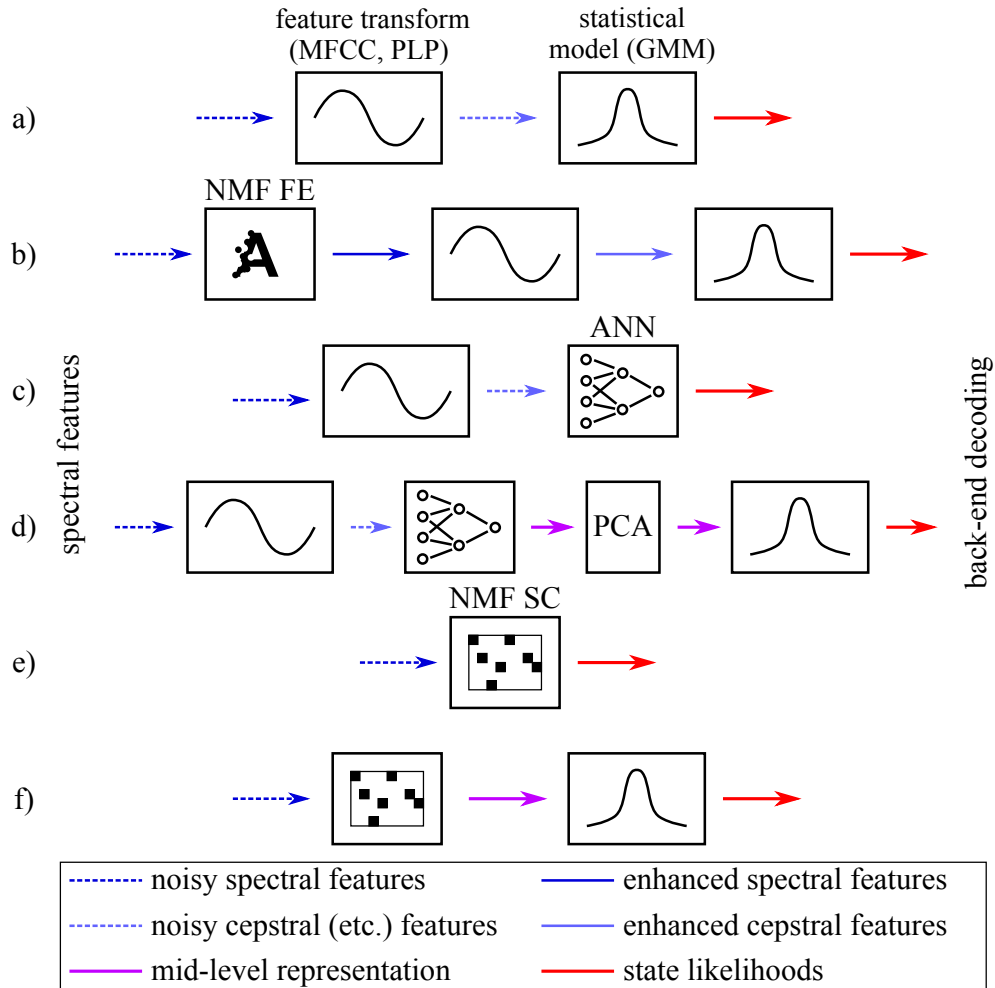 feature transform
(MFCC, PLP)
statistical
model (GMM)
a)
NMF FE
b)
A
ANN
c)
spectral features
back-end decoding
d)
PCA
NMF SC
e)
f)
noisy spectral features
enhanced spectral features
noisy cepstral (etc.) features
enhanced cepstral features
mid-level representation
state likelihoods